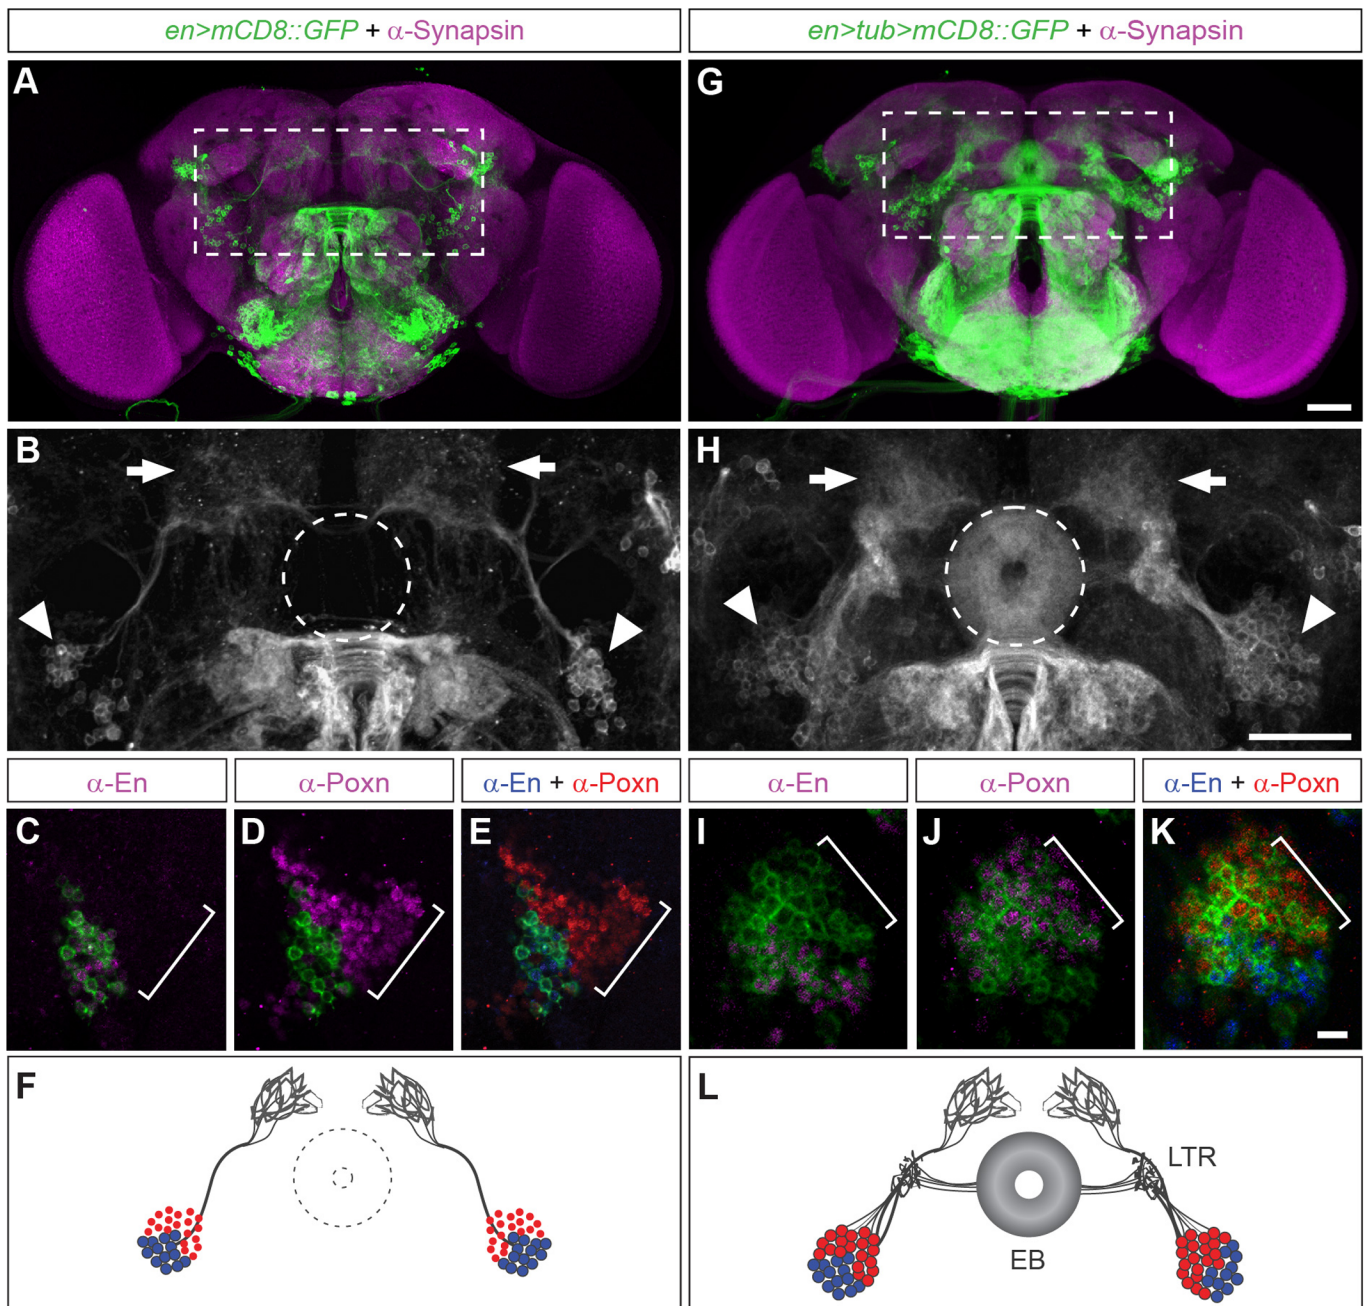 en>mCD8::GFP + α-Synapsin
en>tub>mCD8::GFP + α-Synapsin
A
G
B
H
α-En
α-Poxn
α-En + α-Poxn
α-En
α-Poxn
α-En + α-Poxn
C
D
E
I
J
K
F
L
LTR
EB